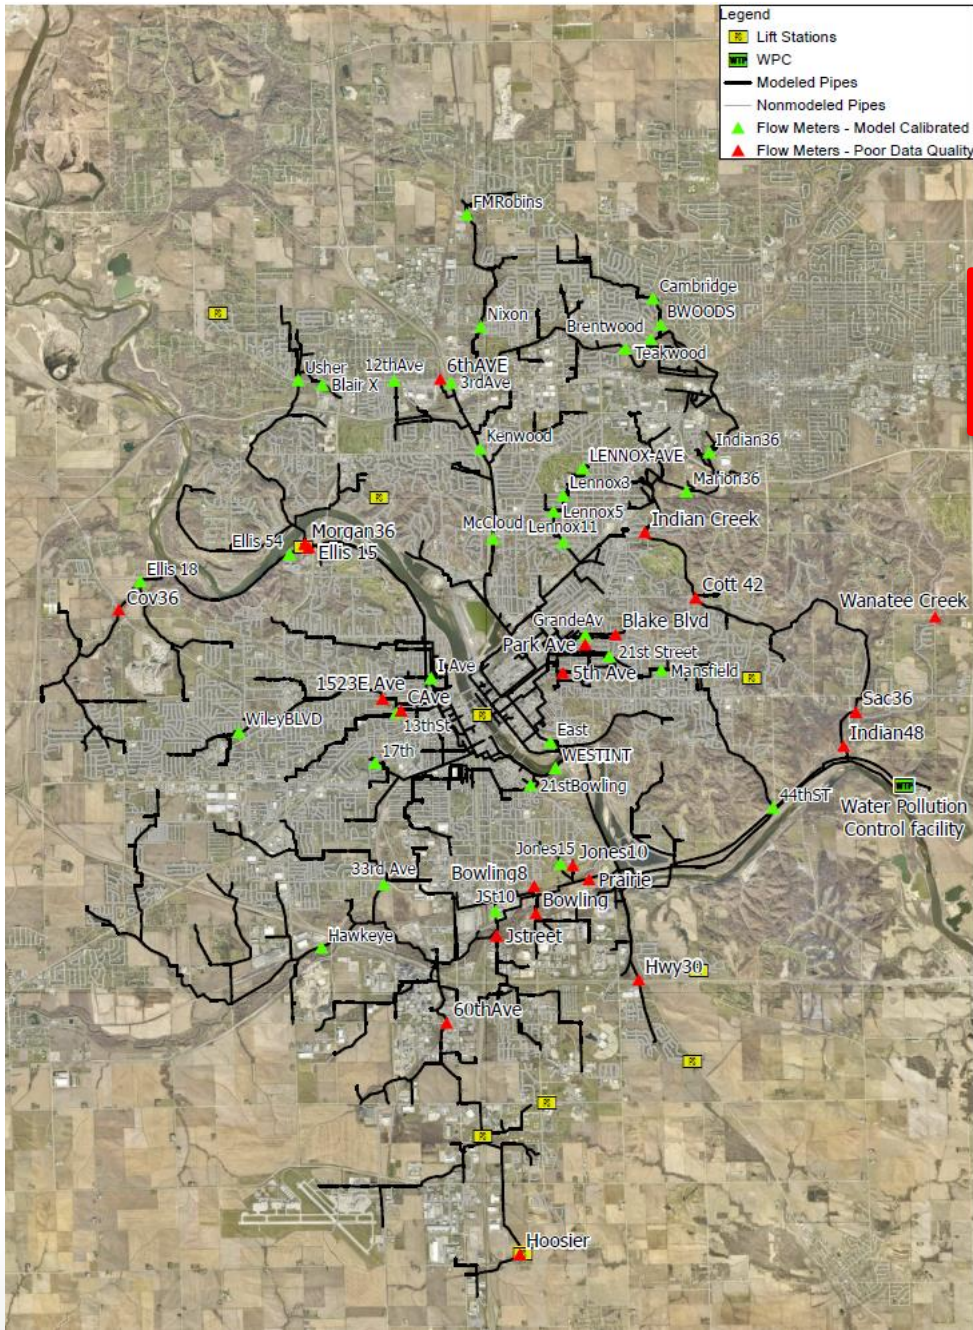 Legend
Lift Stations
WPC
Modeled Pipes
Nonmodeled Pipes
Flow Meters - Model Calibrated
Flow Meters - Poor Data Quality
FMRobins
Cambridge
BWOODS
Nixon
Brentwood
Teakwood
Usher
12thAve
6thAVE
Blair X
3rdAve
Kenwood
Indian36
LENNOX-AVE
Marion36
Lennox3
Lennox5
McCloud
Lennox11
Indian Creek
Morgan36
Ellis 54
Ellis 15
Ellis 18
Cott 42
Cov36
Wanatee Creek
GrandeAv
Blake Blvd
Park Ave
21st Street
I Ave
5th Ave
Mansfield
1523E Ave
CAve
Sac36
13thSt
WileyBLVD
East
Indian48
17th
WESTINT
21stBowling
WTP
44thST
Water Pollution
Control facility
Jones15
Jones10
33rd Ave
Bowling8
Prairie
JSt10
Bowling
Hawkeye
Jstreet
Hwy30
60thAve
Hoosier